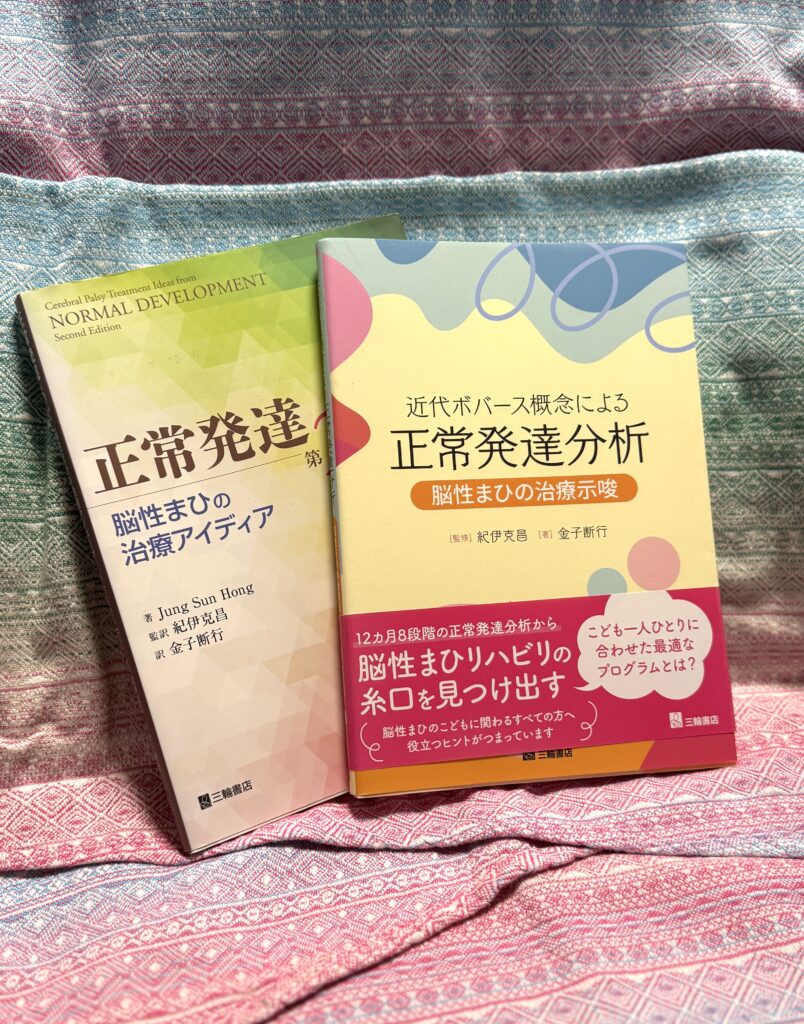 Cerebral Palsy Treatment Ideas from
NORMAL DEVELOPMENT
Second Edition
正常発達
第
脳性まひの
治療アイディア
著 Jung Sun Hong
監訳 紀伊克昌
訳 金子断行
三輪書店
近代ボバース概念による
正常発達分析
脳性まひの治療示唆
[監修] 紀伊克昌 [著] 金子断行
12カ月8段階の正常発達分析から
脳性まひリハビリの
糸口を見つけ出す
こども一人ひとりに
合わせた最適な
プログラムとは?
脳性まひのこどもに関わるすべての方へ
役立つヒントがつまっています
三輪書店
三輪書店